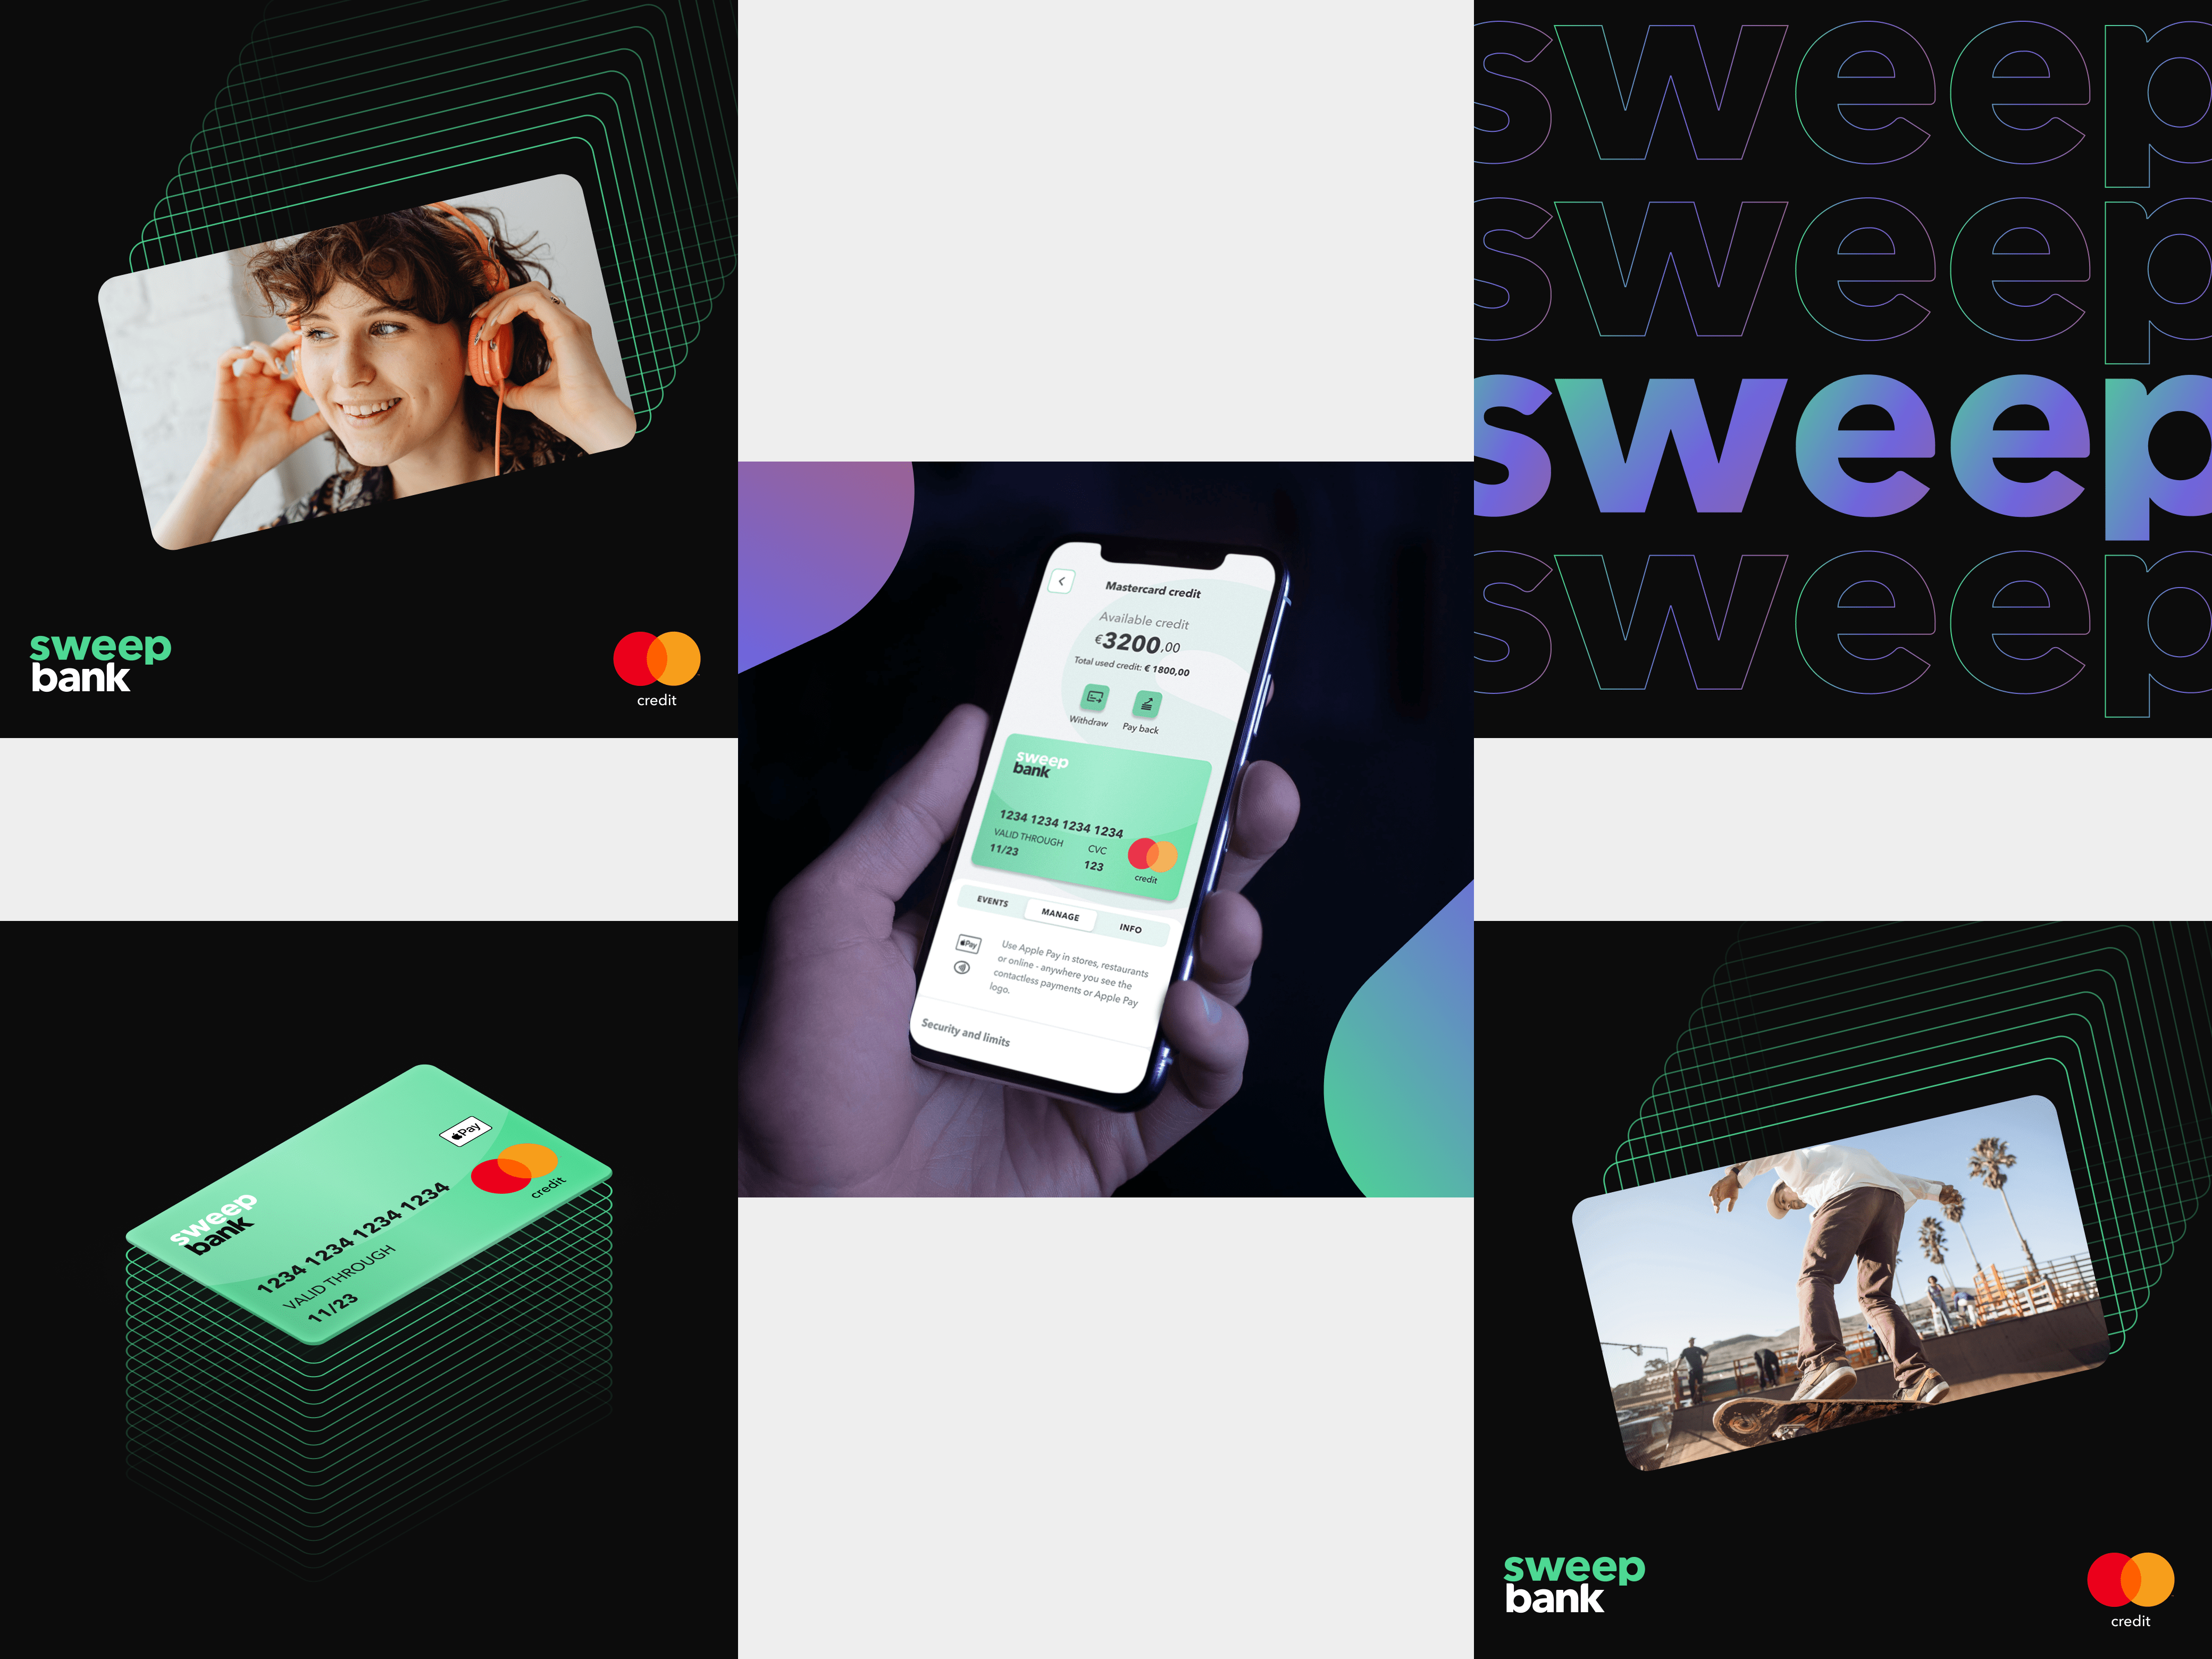 sweep
bank
credit
sweep
sweep
sweep
sweep
Mastercard credit
Available credit
€3200,00
Total used credit: € 1800,00
Withdraw
Pay back
sweep
bank
1234 1234 1234 1234
VALID THROUGH
CVC
11/23
123
credit
EVENTS
MANAGE
INFO
Pay
Use Apple Pay in stores, restaurants
or online - anywhere you see the
contactless payments or Apple Pay
logo.
Security and limits
Pay
credit
sweep
bank
1234 1234 1234 1234
VALID THROUGH
11/23
sweep
bank
credit